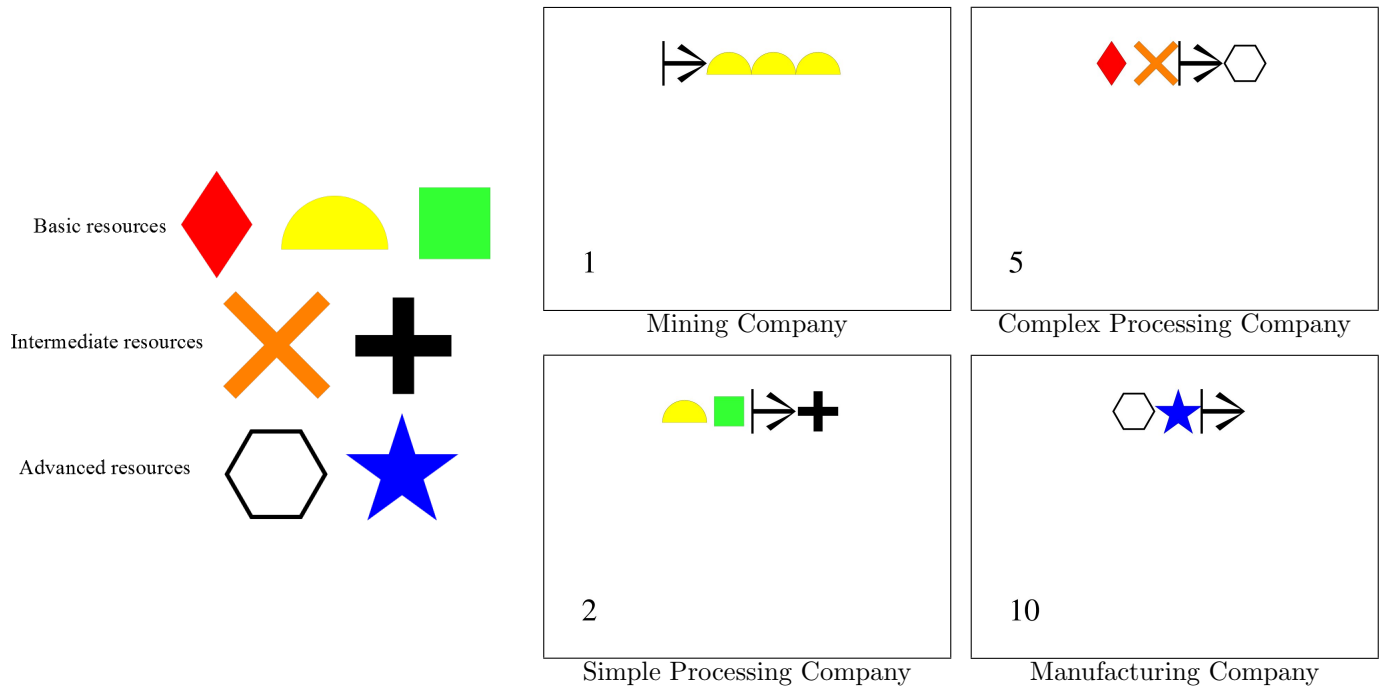 Basic resources
Intermediate resources
Advanced resources
1
Mining Company
5
Complex Processing Company
2
Simple Processing Company
10
Manufacturing Company